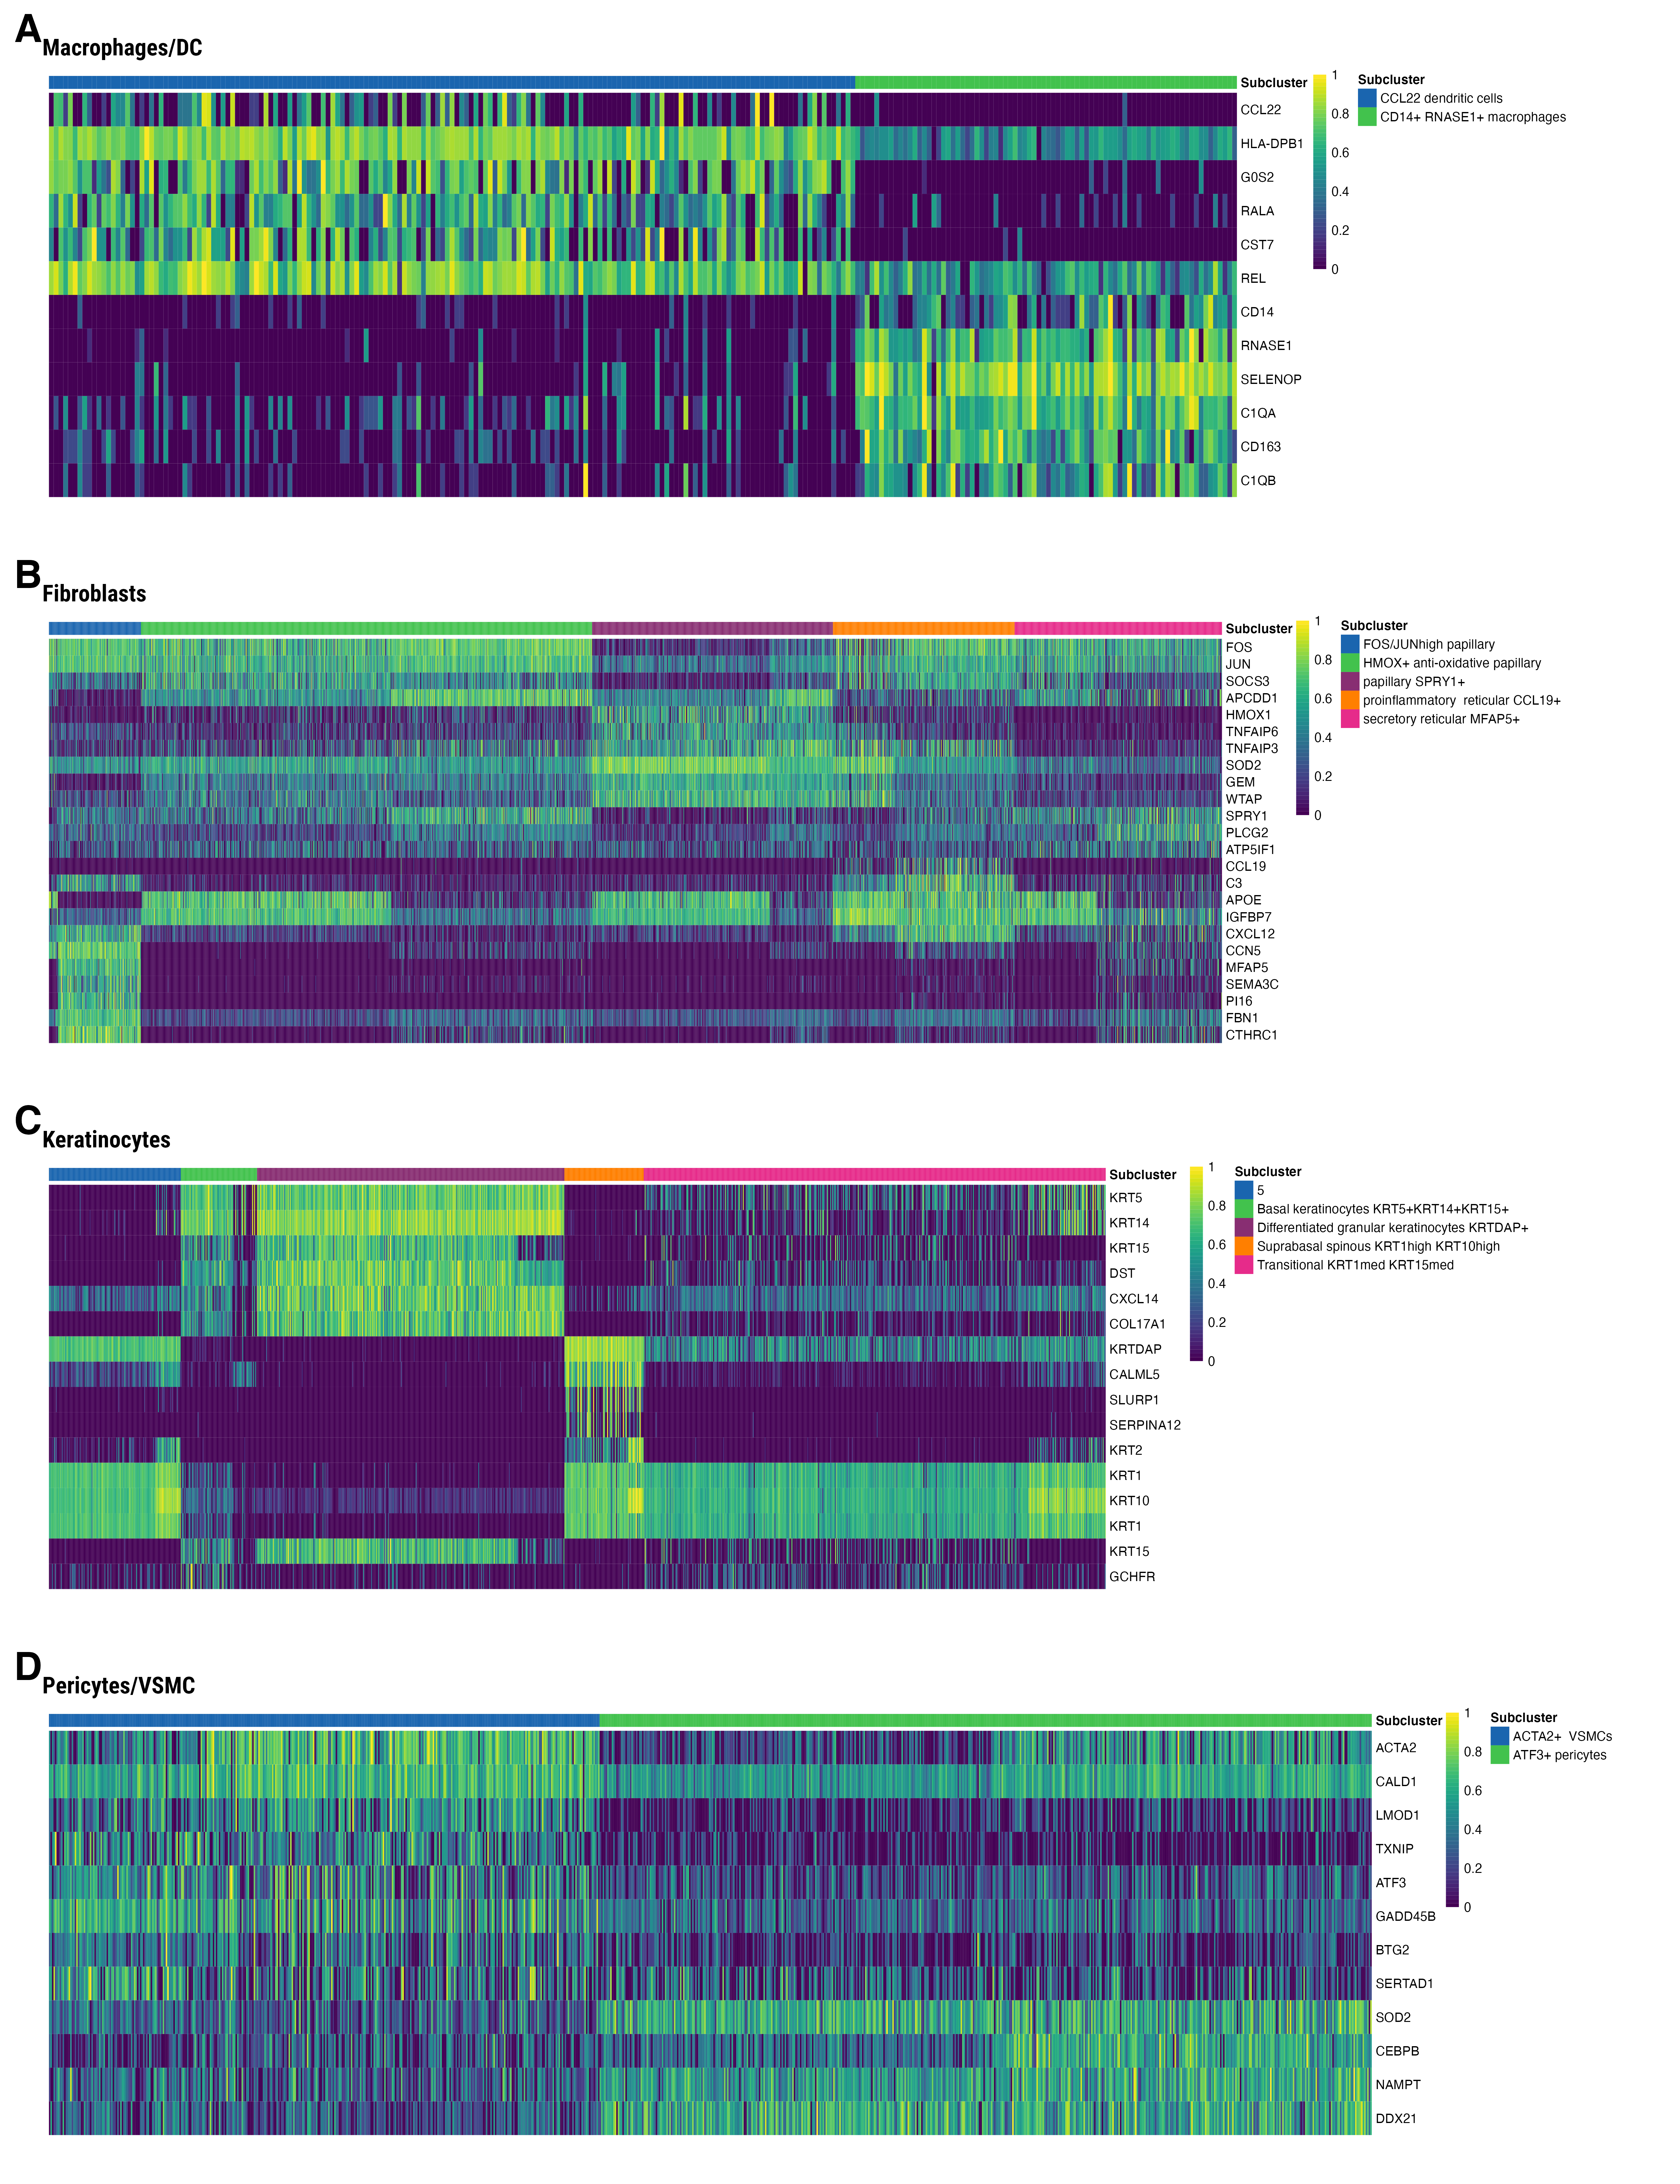 A
Macrophages/DC
Subcluster
CCL22
HLA-DPB1
G0S2
RALA
CST7
REL
CD14
RNASE1
SELENOP
C1QA
CD163
C1QB
1
0.8
0.6
0.4
0.2
0
Subcluster
CCL22 dendritic cells
CD14+ RNASE1+ macrophages
B
Fibroblasts
Subcluster
FOS
JUN
SOCS3
APCDD1
HMOX1
TNFAIP6
TNFAIP3
SOD2
GEM
WTAP
SPRY1
PLCG2
ATP5IF1
CCL19
C3
APOE
IGFBP7
CXCL12
CCN5
MFAP5
SEMA3C
PI16
FBN1
CTHRC1
1
0.8
0.6
0.4
0.2
0
Subcluster
FOS/JUNhigh papillary
HMOX+ anti-oxidative papillary
papillary SPRY1+
proinflammatory  reticular CCL19+
secretory reticular MFAP5+
C
Keratinocytes
Subcluster
KRT5
KRT14
KRT15
DST
CXCL14
COL17A1
KRTDAP
CALML5
SLURP1
SERPINA12
KRT2
KRT1
KRT10
KRT1
KRT15
GCHFR
1
0.8
0.6
0.4
0.2
0
Subcluster
5
Basal keratinocytes KRT5+KRT14+KRT15+
Differentiated granular keratinocytes KRTDAP+
Suprabasal spinous KRT1high KRT10high
Transitional KRT1med KRT15med
D
Pericytes/VSMC
Subcluster
ACTA2
CALD1
LMOD1
TXNIP
ATF3
GADD45B
BTG2
SERTAD1
SOD2
CEBPB
NAMPT
DDX21
1
0.8
0.6
0.4
0.2
0
Subcluster
ACTA2+  VSMCs
ATF3+ pericytes